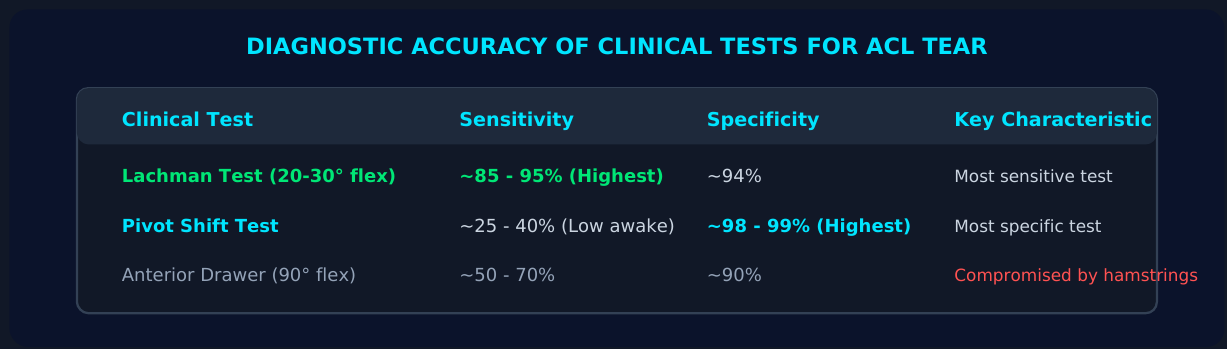 DIAGNOSTIC ACCURACY OF CLINICAL TESTS FOR ACL TEAR
Clinical Test Sensitivity Specificity Key Characteristic
Lachman Test (20-30° flex) ~85 - 95% (Highest) ~94% Most sensitive test
Pivot Shift Test ~25 - 40% (Low awake) ~98 - 99% (Highest) Most specific test
Anterior Drawer (90° flex) ~50 - 70% ~90% Compromised by hamstrings